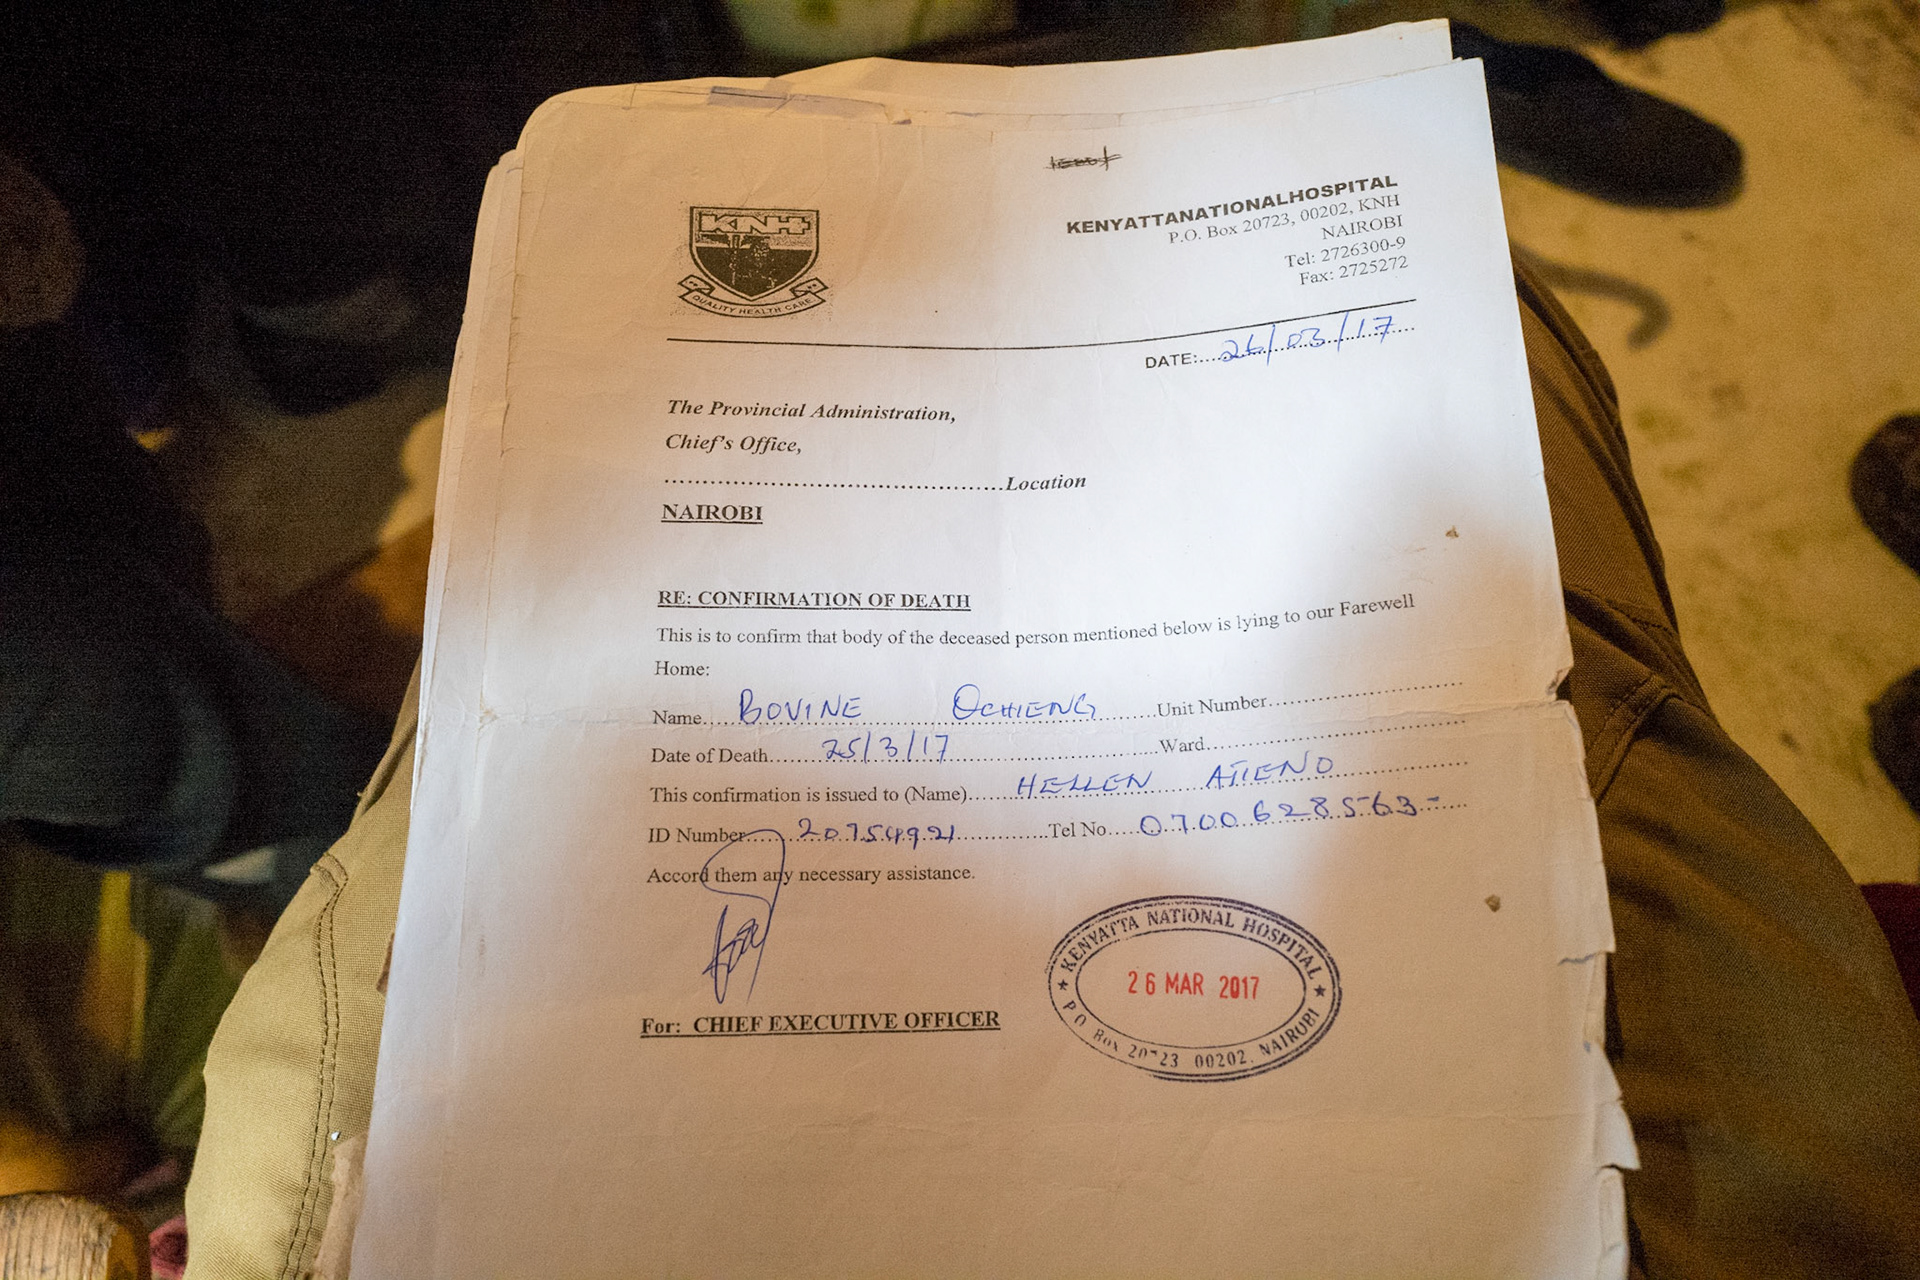 KNH
QUALITY HEALTH CARE
KENYATTANATIONALHOSPITAL
P.O. Box 20723, 00202, KNH
NAIROBI
Tel: 2726300-9
Fax: 2725272
DATE:....26/03/17....
The Provincial Administration,
Chief's Office,
..........................................Location
NAIROBI
RE: CONFIRMATION OF DEATH
This is to confirm that body of the deceased person mentioned below is lying to our Farewell
Home:
Name....BOVINE OCHIENG........Unit Number..............................
Date of Death.......25/3/17..............................Ward........................................
This confirmation is issued to (Name).......HELLEN ATIENO....................
ID Number.......20754921...............Tel No....0700628563-......
Accord them any necessary assistance.
For: CHIEF EXECUTIVE OFFICER
KENYATTA NATIONAL HOSPITAL
26 MAR 2017
P.O Box 20723 00202. NAIROBI